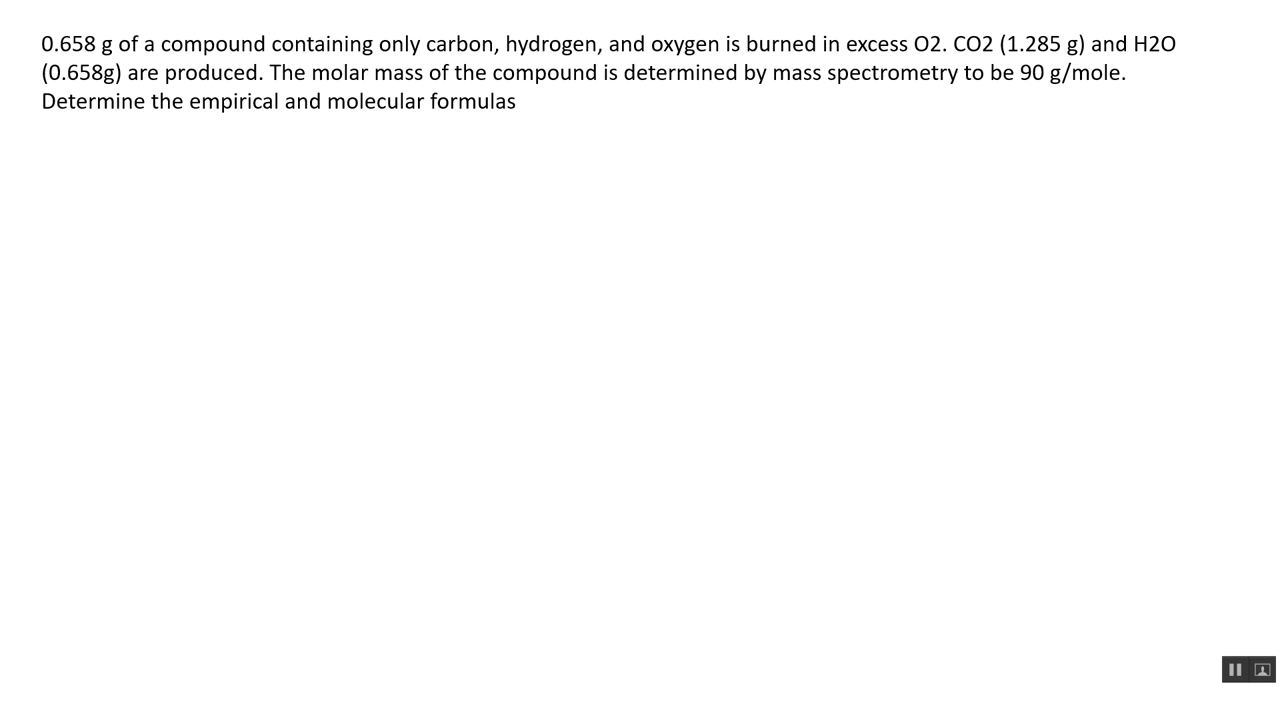 0.658 g of a compound containing only carbon, hydrogen, and oxygen is burned in excess O2. CO2 (1.285 g) and H2O
(0.658g) are produced. The molar mass of the compound is determined by mass spectrometry to be 90 g/mole.
Determine the empirical and molecular formulas